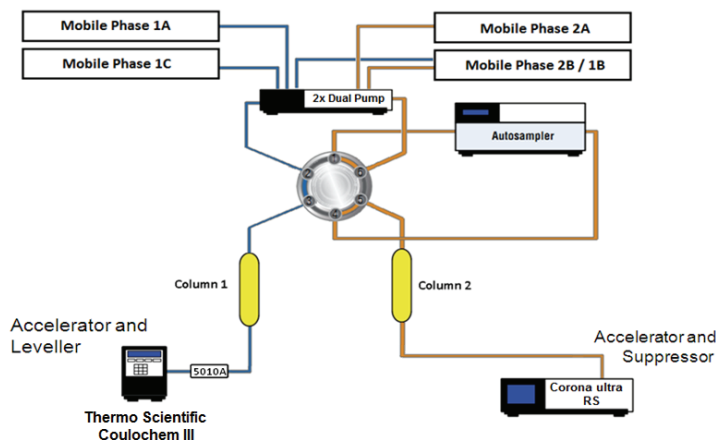 Mobile Phase 1A
Mobile Phase 2A
Mobile Phase 1C
Mobile Phase 2B / 1B
2x Dual Pump
Autosampler
Column 1
Column 2
Accelerator and
Leveller
Accelerator and
Suppressor
5010A
Corona ultra
RS
Thermo Scientific
Coulochem III